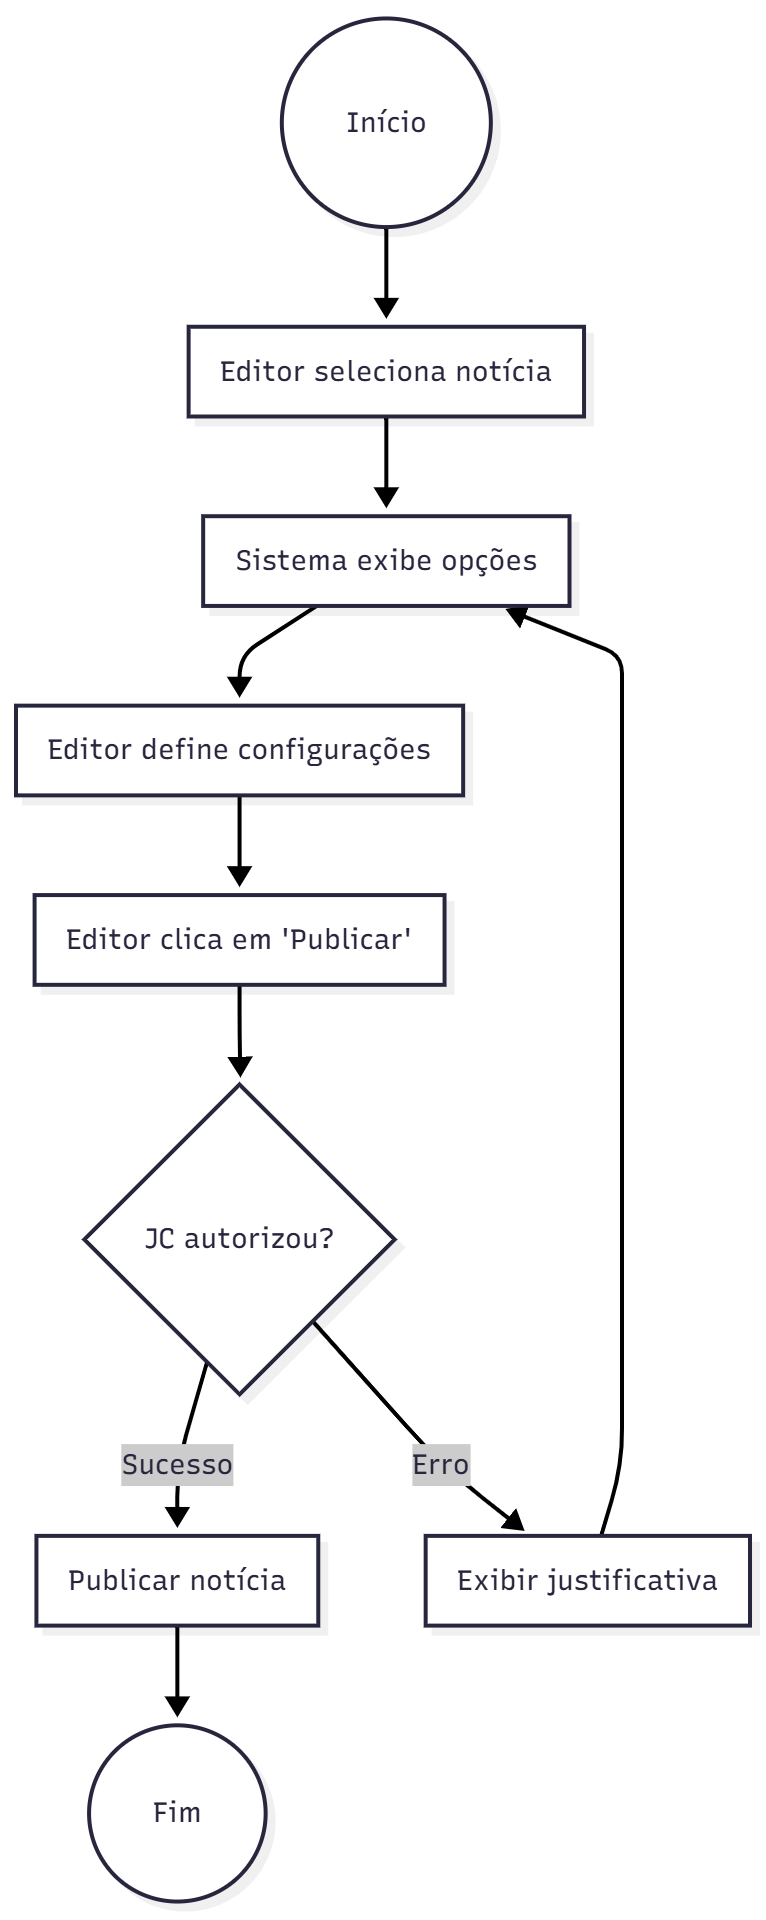 Início
Editor seleciona notícia
Sistema exibe opções
Editor define configurações
Editor clica em 'Publicar'
JC autorizou?
Sucesso
Erro
Publicar notícia
Exibir justificativa
Fim